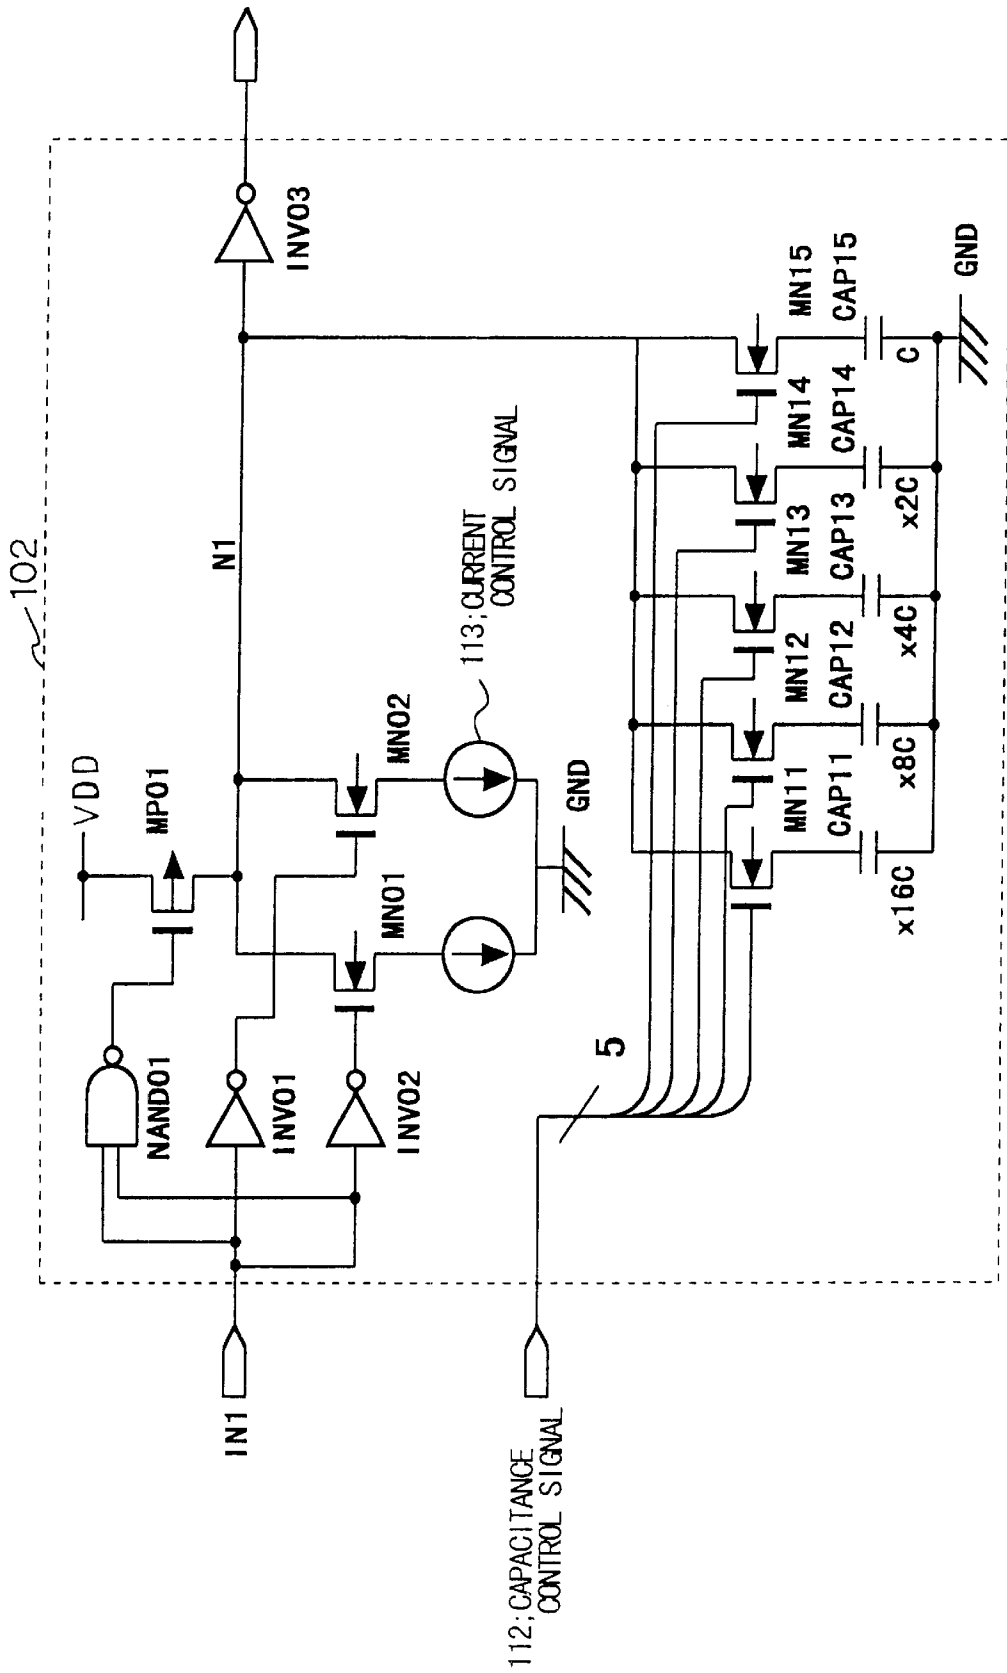 102
VDD
MP01
N1
NAND01
INV01
INV02
INV03
MN01
MN02
113;CURRENT
CONTROL SIGNAL
GND
IN1
112;CAPACITANCE
CONTROL SIGNAL
5
MN11
MN12
MN13
MN14
MN15
CAP11
CAP12
CAP13
CAP14
CAP15
x16C
x8C
x4C
x2C
C
GND